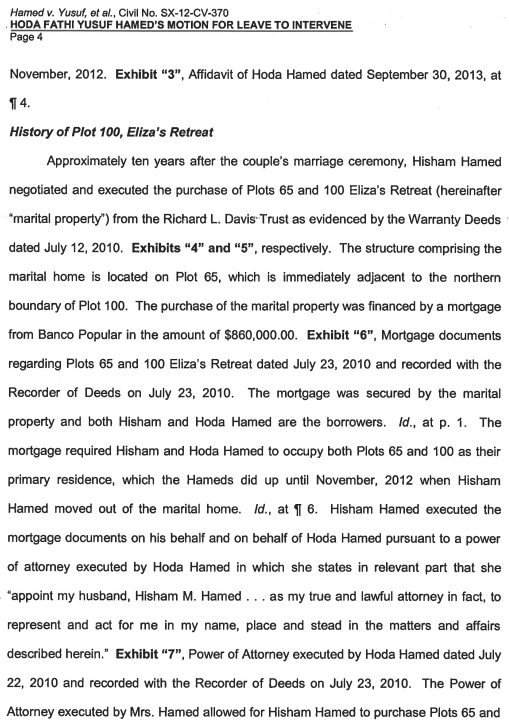 Hamed v. Yusuf, et al., Civil No. SX-12-CV-370
HODA FATHI YUSUF HAMED'S MOTION FOR LEAVE TO INTERVENE
Page 4
November, 2012. Exhibit "3", Affidavit of Hoda Hamed dated September 30, 2013, at
¶ 4.
History of Plot 100, Eliza's Retreat
Approximately ten years after the couple's marriage ceremony, Hisham Hamed
negotiated and executed the purchase of Plots 65 and 100 Eliza's Retreat (hereinafter
"marital property") from the Richard L. Davis Trust as evidenced by the Warranty Deeds
dated July 12, 2010. Exhibits "4" and "5", respectively. The structure comprising the
marital home is located on Plot 65, which is immediately adjacent to the northern
boundary of Plot 100. The purchase of the marital property was financed by a mortgage
from Banco Popular in the amount of $860,000.00. Exhibit "6", Mortgage documents
regarding Plots 65 and 100 Eliza's Retreat dated July 23, 2010 and recorded with the
Recorder of Deeds on July 23, 2010. The mortgage was secured by the marital
property and both Hisham and Hoda Hamed are the borrowers. Id., at p. 1. The
mortgage required Hisham and Hoda Hamed to occupy both Plots 65 and 100 as their
primary residence, which the Hameds did up until November, 2012 when Hisham
Hamed moved out of the marital home. Id., at ¶ 6. Hisham Hamed executed the
mortgage documents on his behalf and on behalf of Hoda Hamed pursuant to a power
of attorney executed by Hoda Hamed in which she states in relevant part that she
"appoint my husband, Hisham M. Hamed . . . as my true and lawful attorney in fact, to
represent and act for me in my name, place and stead in the matters and affairs
described herein." Exhibit "7", Power of Attorney executed by Hoda Hamed dated July
22, 2010 and recorded with the Recorder of Deeds on July 23, 2010. The Power of
Attorney executed by Mrs. Hamed allowed for Hisham Hamed to purchase Plots 65 and